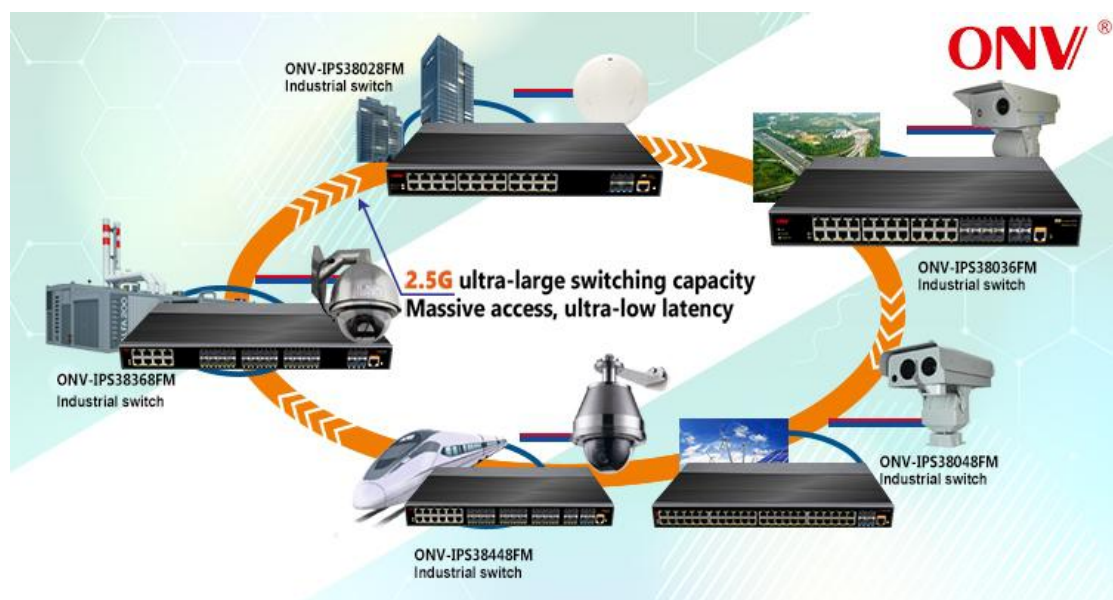 ONV®
ONV-IPS38028FM
Industrial switch
2.5G ultra-large switching capacity
Massive access, ultra-low latency
ONV-IPS38036FM
Industrial switch
ONV-IPS38368FM
Industrial switch
ONV-IPS38048FM
Industrial switch
ONV-IPS38448FM
Industrial switch